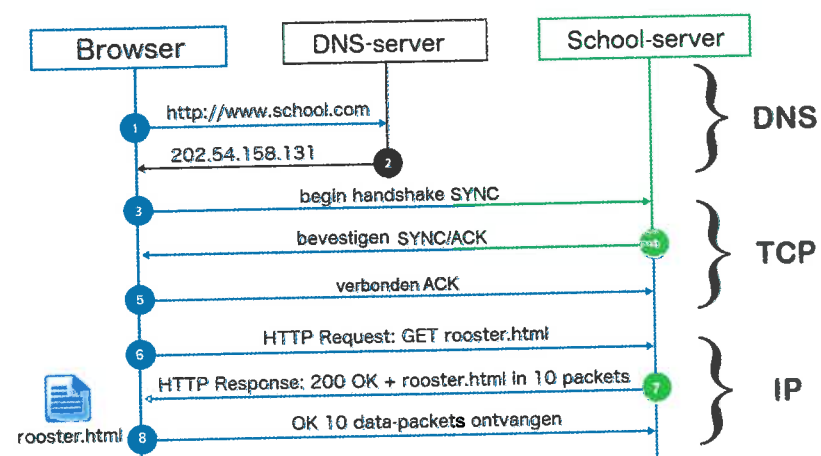 Browser
DNS-server
School-server
http://www.school.com
1
DNS
202.54.158.131
2
begin handshake SYNC
3
bevestigen SYNC/ACK
TCP
verbonden ACK
5
HTTP Request: GET rooster.html
6
HTTP Response: 200 OK + rooster.html in 10 packets
7
IP
OK 10 data-packets ontvangen
rooster.html
8